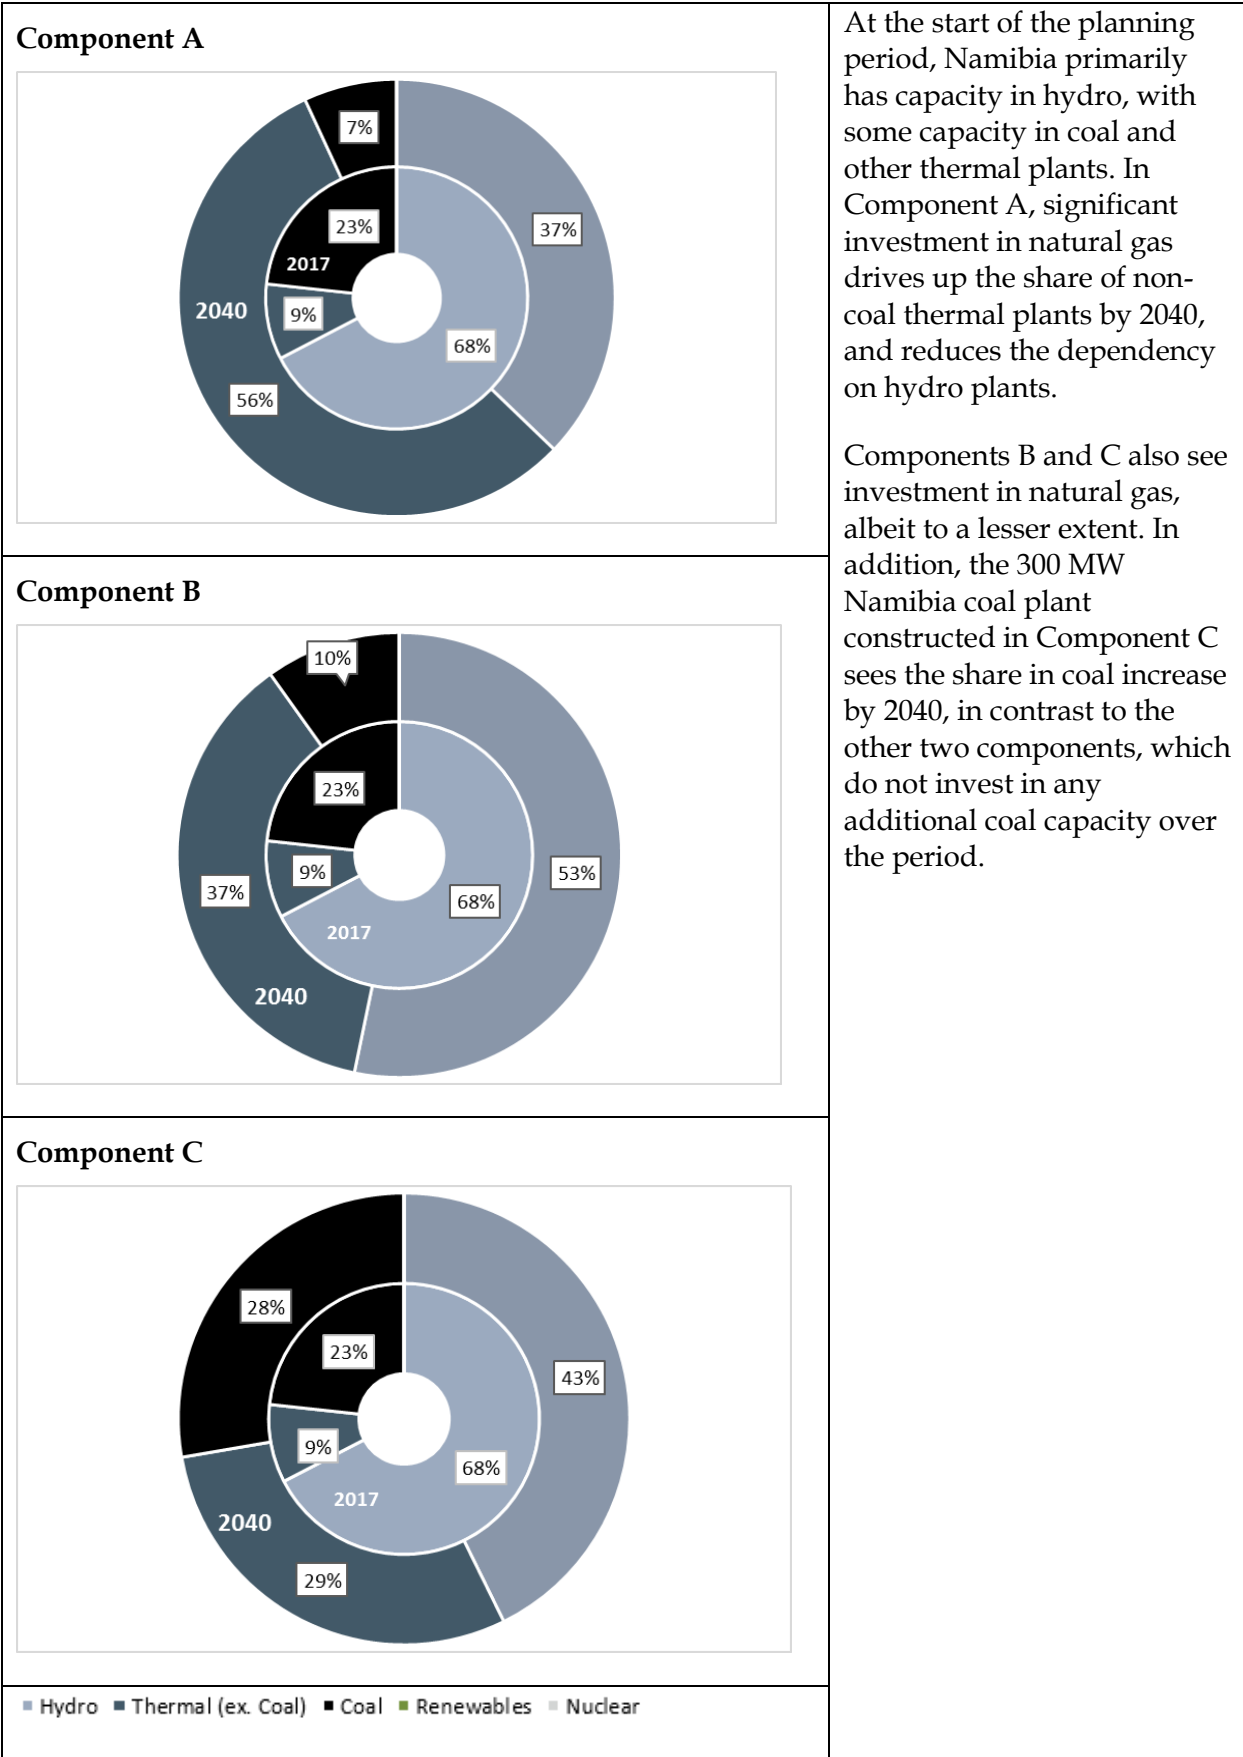 Component A
7%
23%
37%
2017
2040
9%
68%
56%
Component B
10%
23%
53%
9%
37%
68%
2017
2040
Component C
28%
23%
43%
9%
68%
2017
2040
29%
Hydro Thermal (ex. Coal) Coal Renewables Nuclear
At the start of the planning
period, Namibia primarily
has capacity in hydro, with
some capacity in coal and
other thermal plants. In
Component A, significant
investment in natural gas
drives up the share of non-
coal thermal plants by 2040,
and reduces the dependency
on hydro plants.
Components B and C also see
investment in natural gas,
albeit to a lesser extent. In
addition, the 300 MW
Namibia coal plant
constructed in Component C
sees the share in coal increase
by 2040, in contrast to the
other two components, which
do not invest in any
additional coal capacity over
the period.